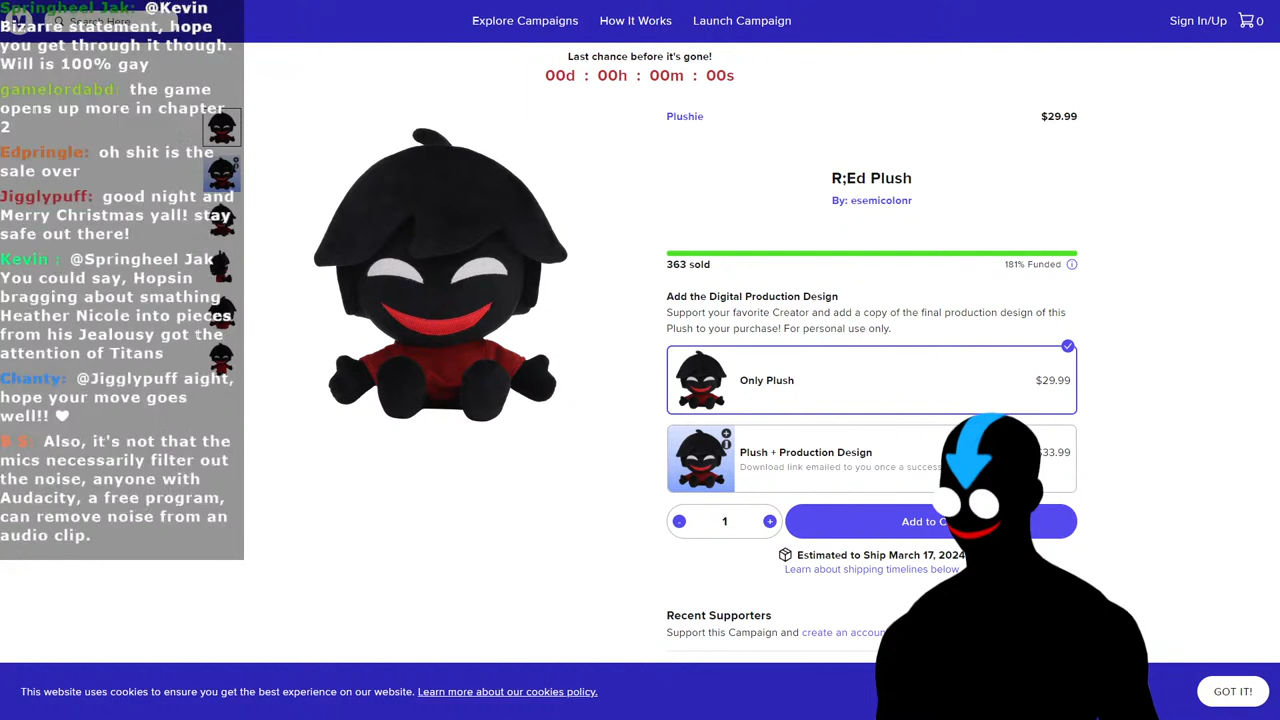 Springheel Jak: @Kevin
Bizarre statement, hope
you get through it though.
Will is 100% gay
gamelordabd: the game
opens up more in chapter
2
Edpringle: oh shit is the
sale over
Jigglypuff: good night and
Merry Christmas yall! stay
safe out there!
Kevin : @Springheel Jak
You could say, Hopsin
bragging about smathing
Heather Nicole into pieces
from his Jealousy got the
attention of Titans
Chanty: @Jigglypuff aight,
hope your move goes
well!! ♥
B S: Also, it's not that the
mics necessarily filter out
the noise, anyone with
Audacity, a free program,
can remove noise from an
audio clip.
Search Here
Explore Campaigns
How It Works
Launch Campaign
Sign In/Up
0
Last chance before it's gone!
00d : 00h : 00m : 00s
Plushie
$29.99
R;Ed Plush
By: esemicolonr
363 sold
181% Funded
Add the Digital Production Design
Support your favorite Creator and add a copy of the final production design of this
Plush to your purchase! For personal use only.
Only Plush
$29.99
Plush + Production Design
33.99
Download link emailed to you once a success
- 1 +
Add to C
Estimated to Ship March 17, 2024
Learn about shipping timelines below
Recent Supporters
Support this Campaign and create an accoun
This website uses cookies to ensure you get the best experience on our website. Learn more about our cookies policy.
GOT IT!